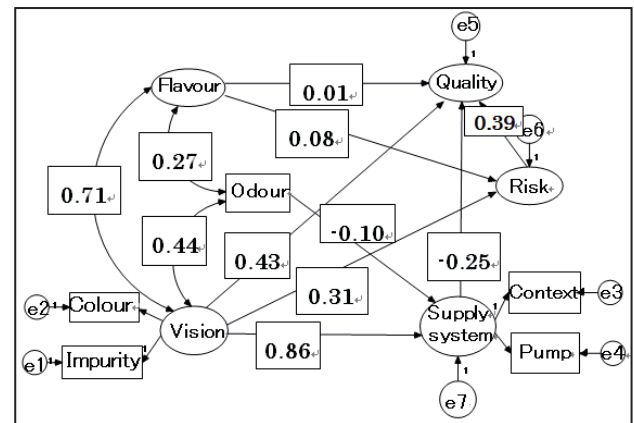 e5
1
Flavour
0.01
Quality
0.08
0.39
e6
1
0.27
0.71
Odour
Risk
-0.10
0.44
0.43
-0.25
0.31
e2
1
Colour
Vision
Supply
system
1
Context
e3
e1
1
Impurity
1
0.86
1
Pump
e4
1
e7